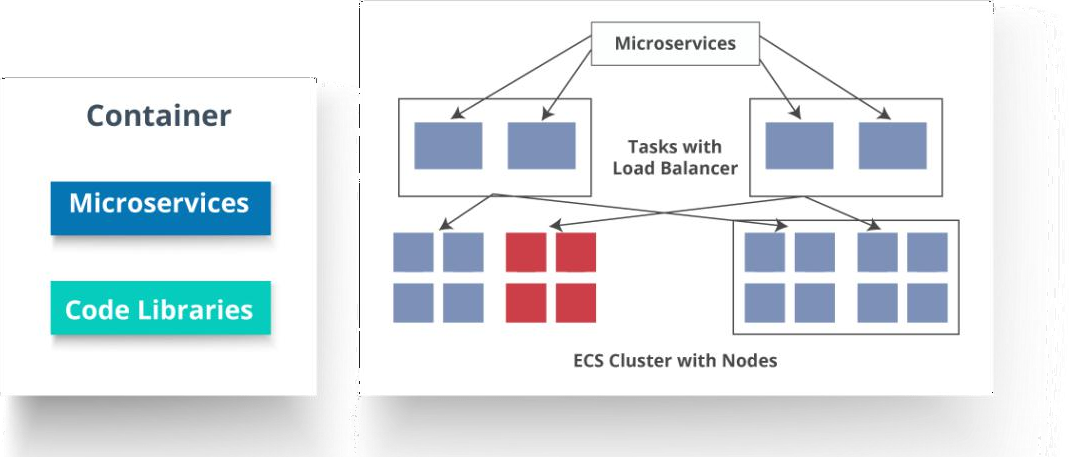 Container
Microservices
Code Libraries
Microservices
Tasks with
Load Balancer
ECS Cluster with Nodes